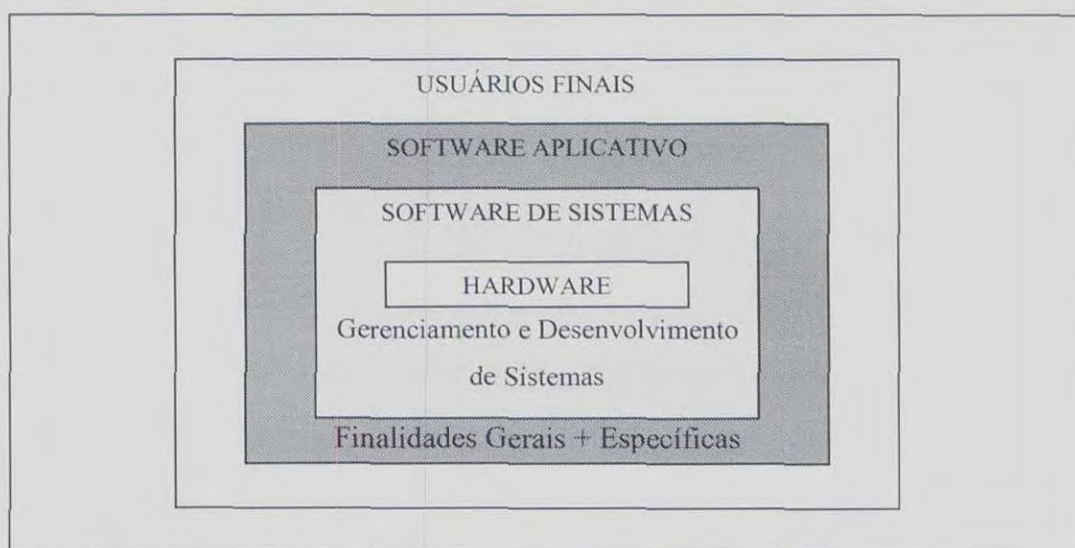 USUÁRIOS FINAIS
SOFTWARE APLICATIVO
SOFTWARE DE SISTEMAS
HARDWARE
Gerenciamento e Desenvolvimento
de Sistemas
Finalidades Gerais + Específicas